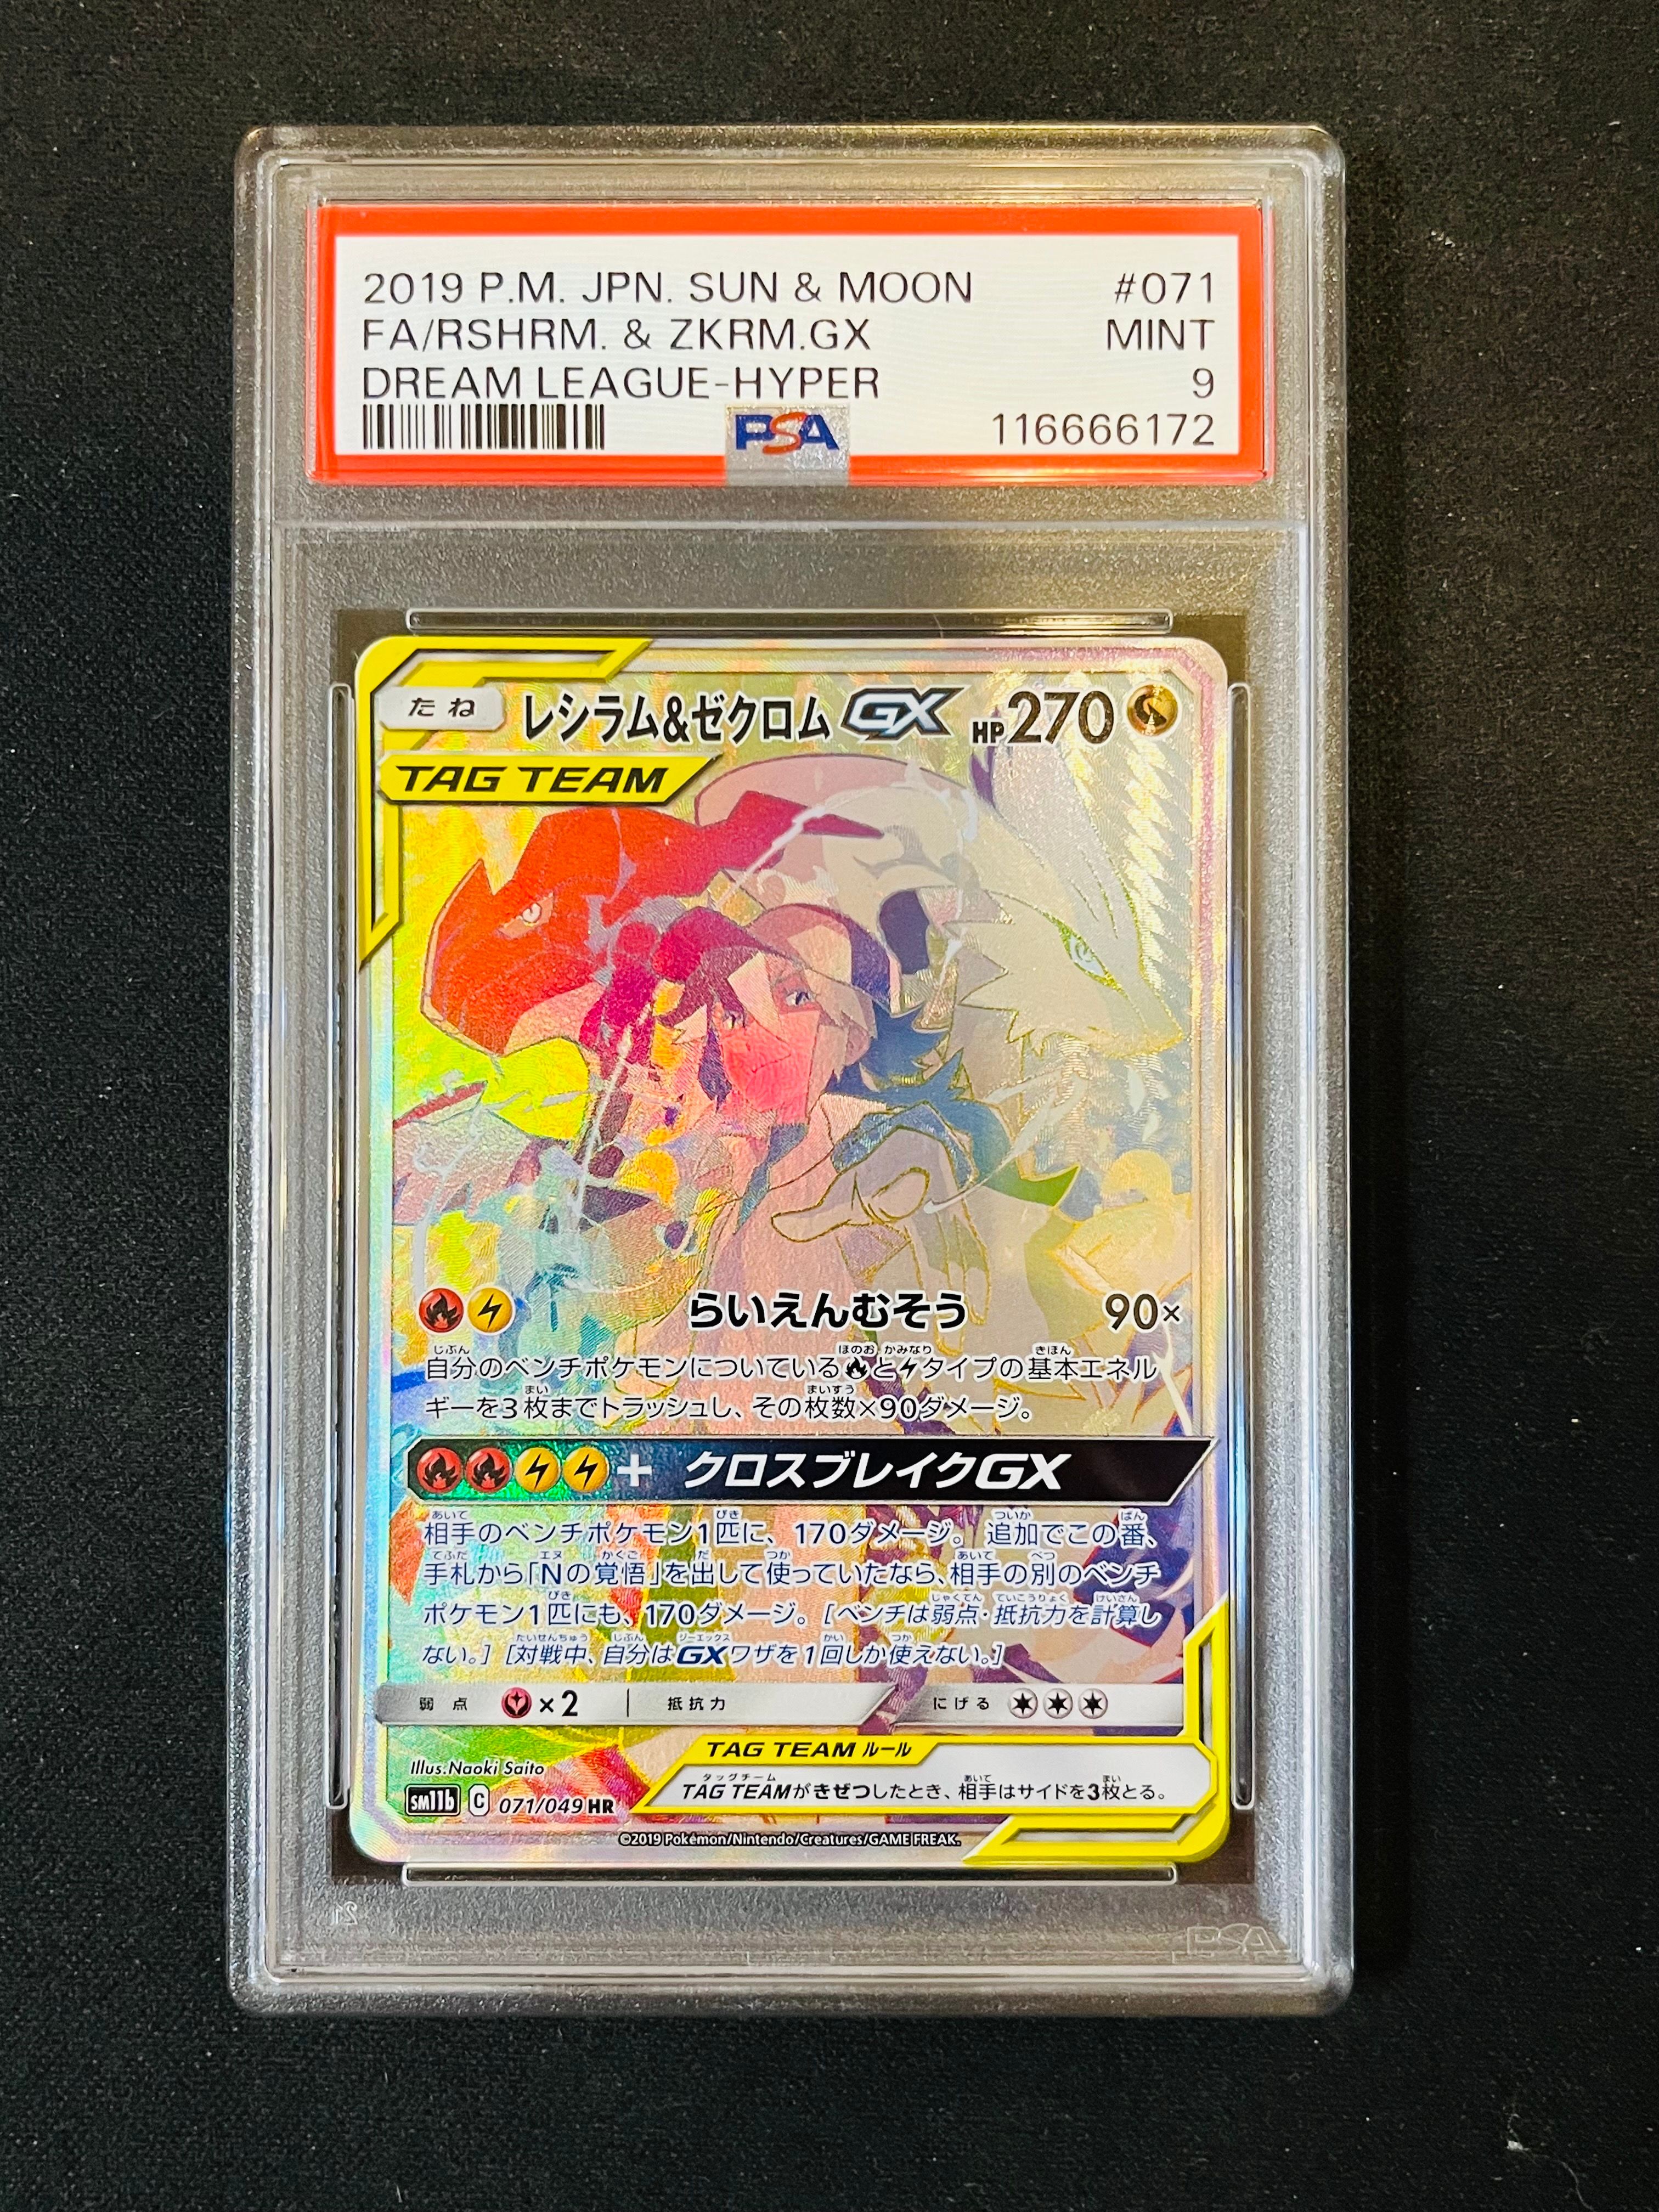 2019 P.M. JPN. SUN & MOON #071
FA/RSHRM. & ZKRM.GX MINT
DREAM LEAGUE-HYPER 9
PSA 116666172
たね レシラム&ゼクロムGX HP270
TAG TEAM
らいえんむそう 90×
自分のベンチポケモンについているとタイプの基本エネル
ギーを3枚までトラッシュし、その枚数×90ダメージ。
+ クロスブレイクGX
相手のベンチポケモン1匹に、170ダメージ。追加でこの番、
手札から「Nの覚悟」を出して使っていたなら、相手の別のベンチ
ポケモン1匹にも、170ダメージ。[ベンチは弱点・抵抗力を計算し
ない。] [対戦中、自分はGXワザを1回しか使えない。]
弱点 ×2 抵抗力 にげる
TAG TEAM ルール
TAG TEAMがきぜつしたとき、相手はサイドを3枚とる。
Illus.Naoki Saito
SM11b C 071/049 HR
©2019 Pokémon/Nintendo/Creatures/GAME FREAK.
PSA